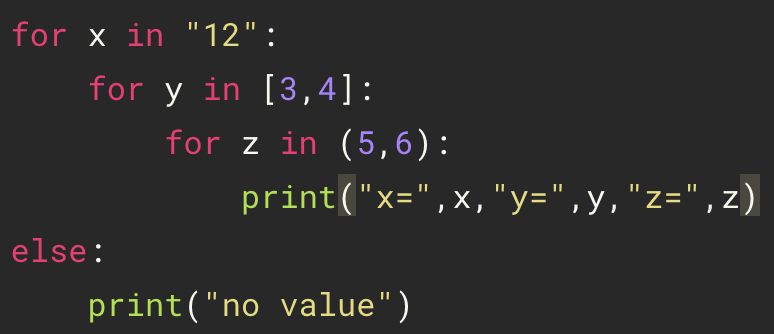 for x in "12":
    for y in [3,4]:
        for z in (5,6):
            print("x=",x,"y=",y,"z=",z)
else:
    print("no value")